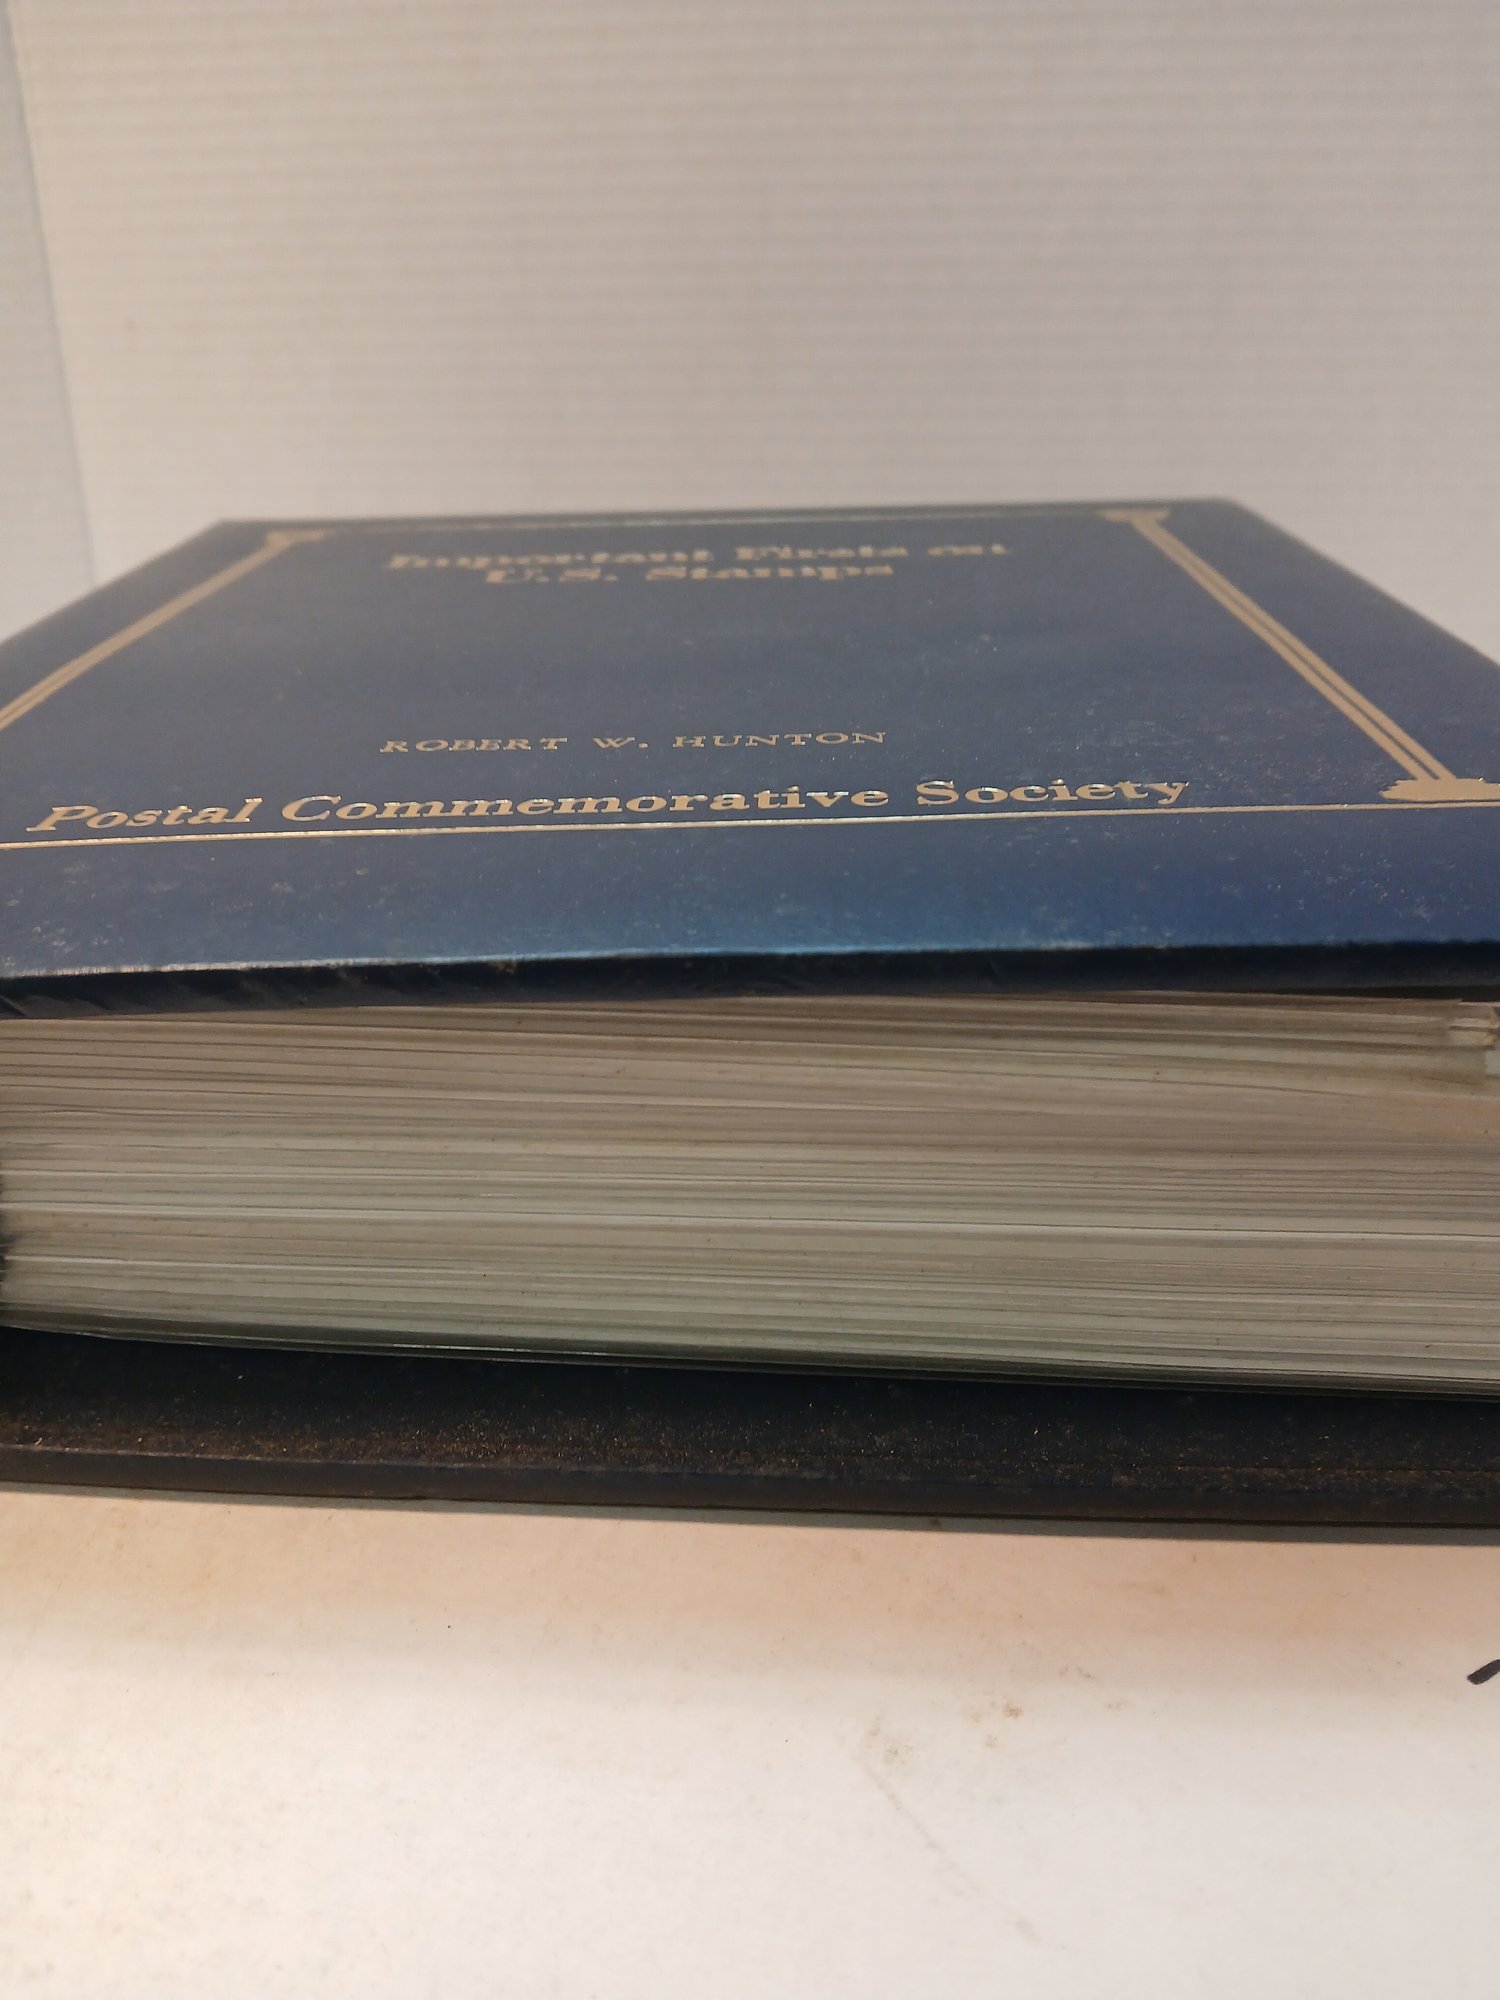 Important Firsts on
U.S. Stamps
ROBERT W. HUNTON
Postal Commemorative Society